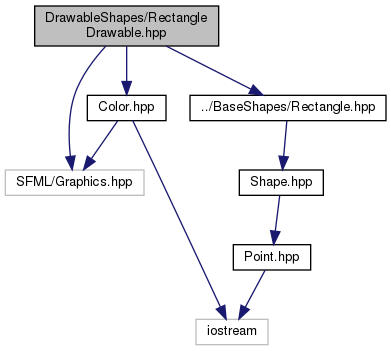 DrawableShapes/Rectangle
Drawable.hpp
Color.hpp
../BaseShapes/Rectangle.hpp
SFML/Graphics.hpp
Shape.hpp
Point.hpp
iostream